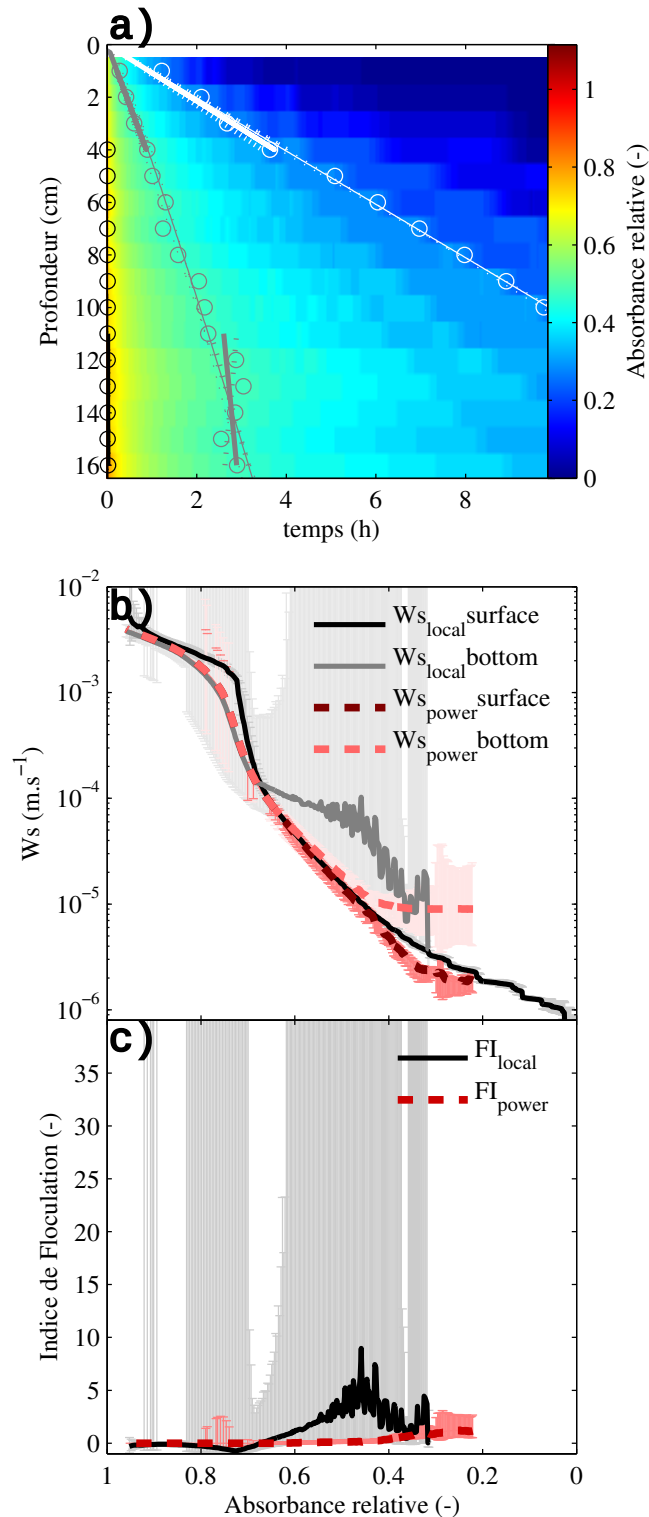 a)
0
2
4
6
8
10
12
14
16
Profondeur (cm)
0
2
4
6
8
temps (h)
1
0.8
0.6
0.4
0.2
0
Absorbance relative (-)
b)
10⁻²
10⁻³
10⁻⁴
10⁻⁵
10⁻⁶
Ws (m.s⁻¹)
Ws_local surface
Ws_local bottom
Ws_power surface
Ws_power bottom
c)
35
30
25
20
15
10
5
0
Indice de Floculation (-)
FI_local
FI_power
1
0.8
0.6
0.4
0.2
0
Absorbance relative (-)